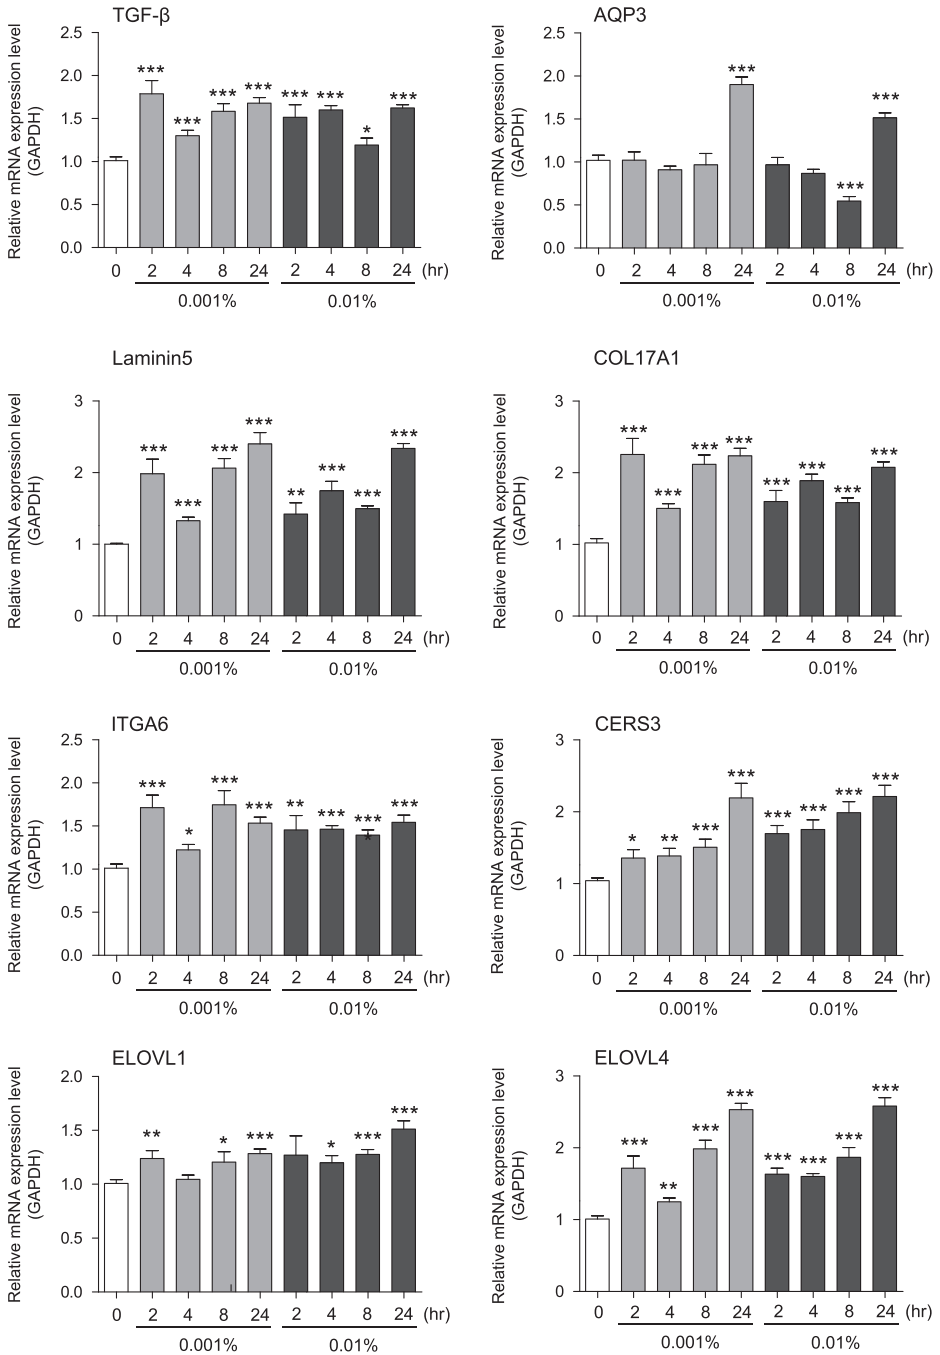 TGF-β
Relative mRNA expression level
(GAPDH)
2.5
2.0
1.5
1.0
0.5
0.0
*** *** *** *** *** *** * ***
0 2 4 8 24 2 4 8 24 (hr)
0.001% 0.01%
AQP3
Relative mRNA expression level
(GAPDH)
2.5
2.0
1.5
1.0
0.5
0.0
*** *** ***
0 2 4 8 24 2 4 8 24 (hr)
0.001% 0.01%
Laminin5
Relative mRNA expression level
(GAPDH)
3
2
1
0
*** *** *** *** ** *** *** ***
0 2 4 8 24 2 4 8 24 (hr)
0.001% 0.01%
COL17A1
Relative mRNA expression level
(GAPDH)
3
2
1
0
*** *** *** *** *** *** *** ***
0 2 4 8 24 2 4 8 24 (hr)
0.001% 0.01%
ITGA6
Relative mRNA expression level
(GAPDH)
2.5
2.0
1.5
1.0
0.5
0.0
*** * *** *** ** *** *** ***
*
0 2 4 8 24 2 4 8 24 (hr)
0.001% 0.01%
CERS3
Relative mRNA expression level
(GAPDH)
3
2
1
0
* ** *** *** *** *** *** ***
0 2 4 8 24 2 4 8 24 (hr)
0.001% 0.01%
ELOVL1
Relative mRNA expression level
(GAPDH)
2.0
1.5
1.0
0.5
0.0
** * *** * *** ***
0 2 4 8 24 2 4 8 24 (hr)
0.001% 0.01%
ELOVL4
Relative mRNA expression level
(GAPDH)
3
2
1
0
*** ** *** *** *** *** *** ***
0 2 4 8 24 2 4 8 24 (hr)
0.001% 0.01%